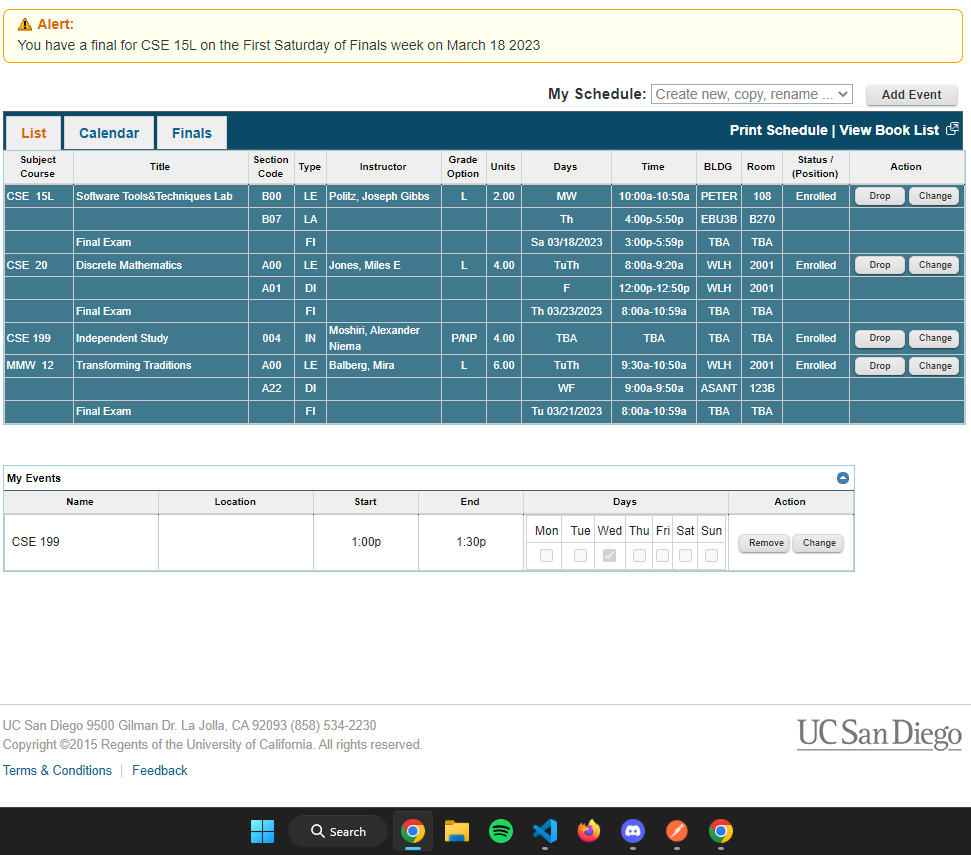 Alert:
You have a final for CSE 15L on the First Saturday of Finals week on March 18 2023
My Schedule: Create new, copy, rename ... Add Event
List Calendar Finals Print Schedule | View Book List
Subject Course Title Section Code Type Instructor Grade Option Units Days Time BLDG Room Status / (Position) Action
CSE 15L Software Tools&Techniques Lab B00 LE Politz, Joseph Gibbs L 2.00 MW 10:00a-10:50a PETER 108 Enrolled Drop Change
B07 LA Th 4:00p-5:50p EBU3B B270
Final Exam FI Sa 03/18/2023 3:00p-5:59p TBA TBA
CSE 20 Discrete Mathematics A00 LE Jones, Miles E L 4.00 TuTh 8:00a-9:20a WLH 2001 Enrolled Drop Change
A01 DI F 12:00p-12:50p WLH 2001
Final Exam FI Th 03/23/2023 8:00a-10:59a TBA TBA
CSE 199 Independent Study 004 IN Moshiri, Alexander Niema P/NP 4.00 TBA TBA TBA TBA Enrolled Drop Change
MMW 12 Transforming Traditions A00 LE Balberg, Mira L 6.00 TuTh 9:30a-10:50a WLH 2001 Enrolled Drop Change
A22 DI WF 9:00a-9:50a ASANT 123B
Final Exam FI Tu 03/21/2023 8:00a-10:59a TBA TBA
My Events
Name Location Start End Days Action
Mon Tue Wed Thu Fri Sat Sun
CSE 199 1:00p 1:30p Remove Change
UC San Diego 9500 Gilman Dr. La Jolla, CA 92093 (858) 534-2230
Copyright ©2015 Regents of the University of California. All rights reserved.
Terms & Conditions | Feedback
UC San Diego
Search